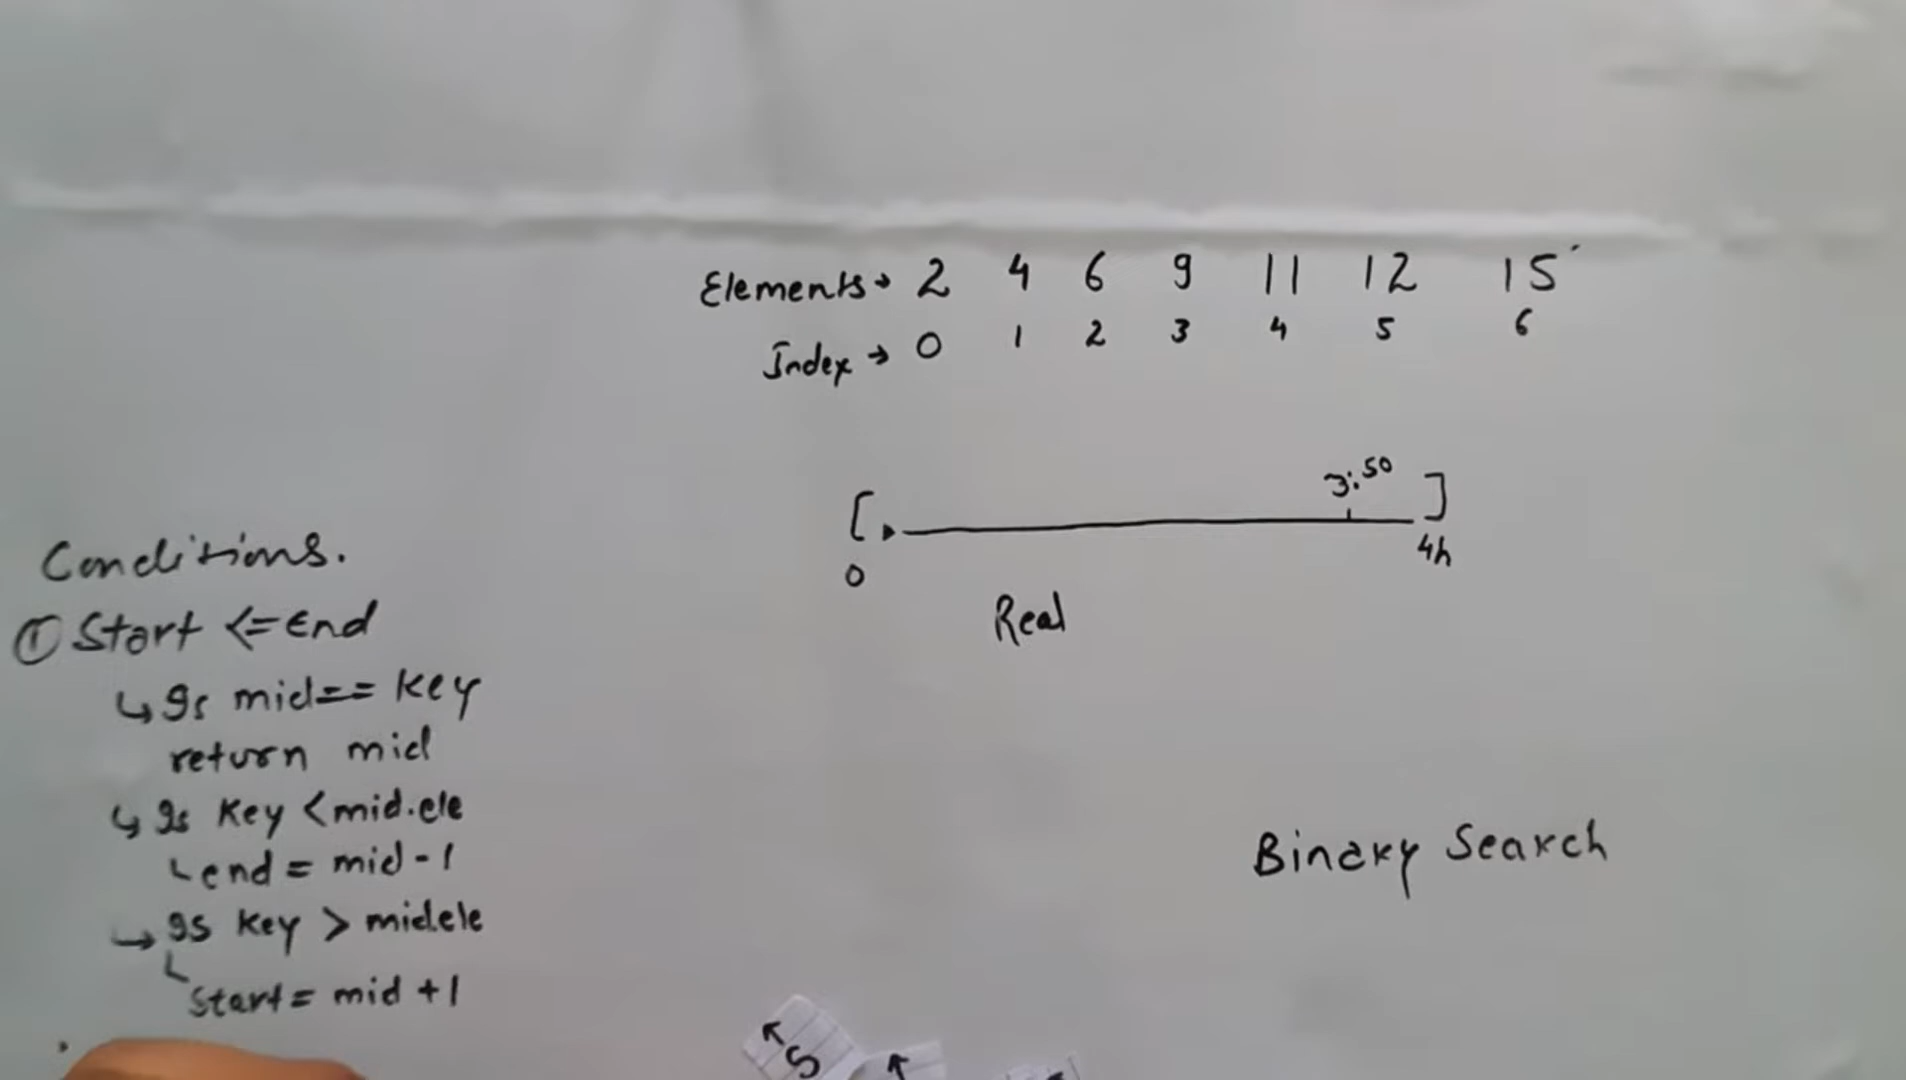 Elements → 2 4 6 9 11 12 15
Index → 0 1 2 3 4 5 6
3:50
[ ]
0 4h
Real
Conditions.
① Start <= End
↳ Is mid == key
return mid
↳ Is Key < mid.ele
↳ end = mid - 1
↳ Is key > mid.ele
↳ Start = mid + 1
Binary Search
↑ S
↑